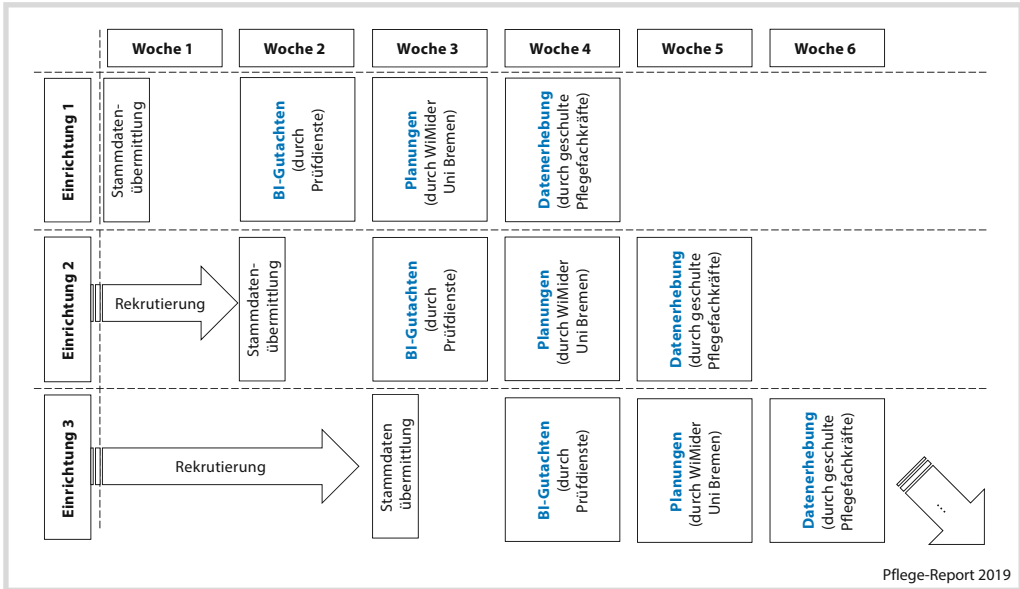 Woche 1
Woche 2
Woche 3
Woche 4
Woche 5
Woche 6
Einrichtung 1
Stammdaten-
übermittlung
BI-Gutachten
(durch
Prüfdienste)
Planungen
(durch WiMider
Uni Bremen)
Datenerhebung
(durch geschulte
Pflegefachkräfte)
Einrichtung 2
Rekrutierung
Stammdaten-
übermittlung
BI-Gutachten
(durch
Prüfdienste)
Planungen
(durch WiMider
Uni Bremen)
Datenerhebung
(durch geschulte
Pflegefachkräfte)
Einrichtung 3
Rekrutierung
Stammdaten
übermittlung
BI-Gutachten
(durch
Prüfdienste)
Planungen
(durch WiMider
Uni Bremen)
Datenerhebung
(durch geschulte
Pflegefachkräfte)
...
Pflege-Report 2019